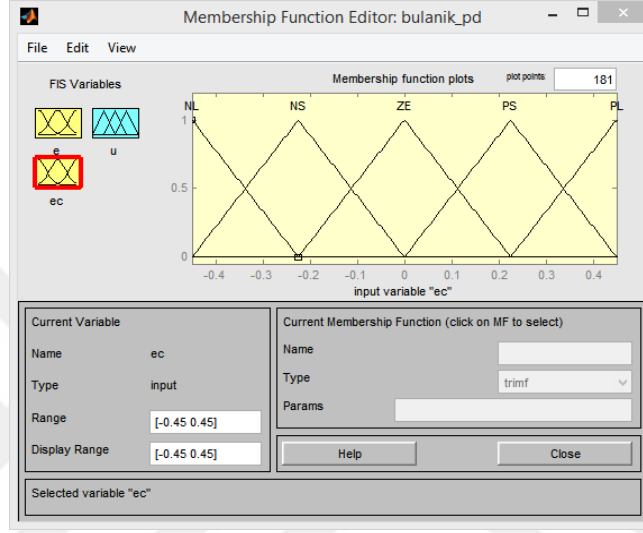 Membership Function Editor: bulanik_pd
File Edit View
FIS Variables
e
u
ec
Membership function plots
plot points:
181
NL NS ZE PS PL
1
0.5
0
-0.4 -0.3 -0.2 -0.1 0 0.1 0.2 0.3 0.4
input variable "ec"
Current Variable
Name ec
Type input
Range [-0.45 0.45]
Display Range [-0.45 0.45]
Current Membership Function (click on MF to select)
Name
Type trimf
Params
Help Close
Selected variable "ec"